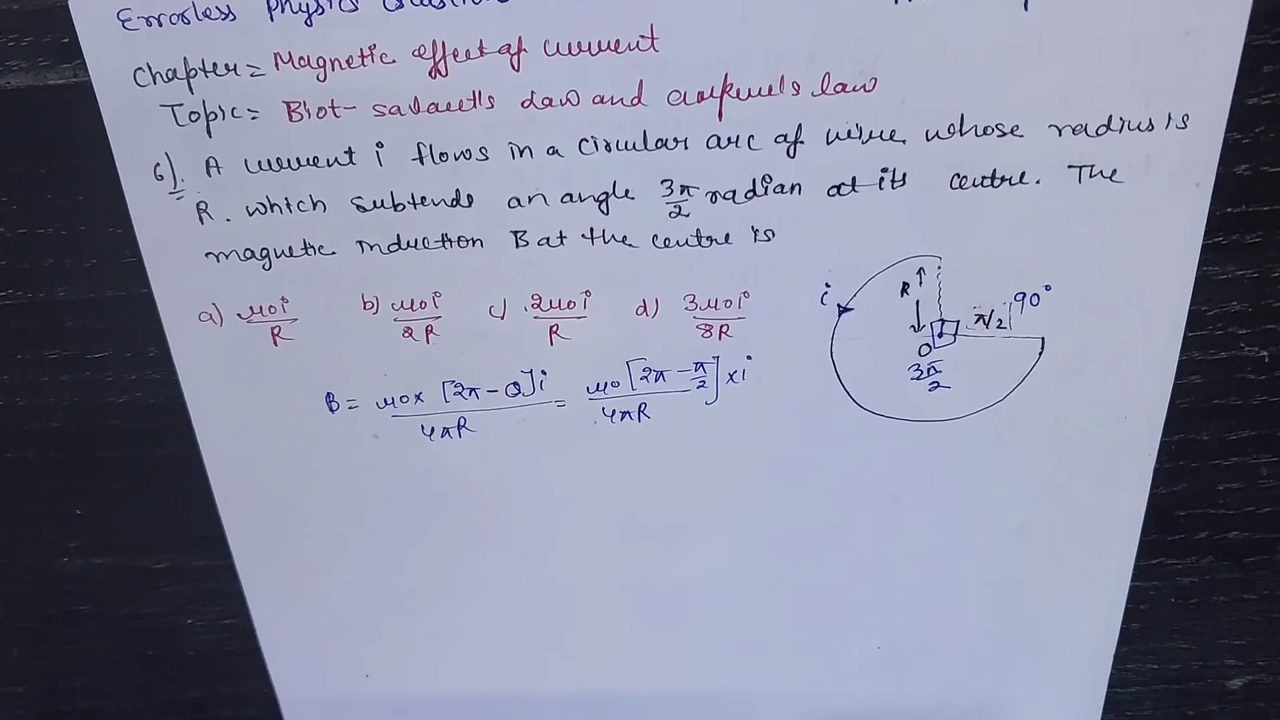 Errorless Physics
Chapter = Magnetic effect of current
Topic = Biot-savart's law and amperel's law
6). A current i flows in a circular arc of wire whose radius is
R. which subtends an angle 3π/2 radian at its centre. The
magnetic induction B at the centre is
a) μ0i/R b) μ0i/2R c) 2μ0i/R d) 3μ0i/8R
B = μ0 x [2π-θ]i / 4πR = μ0 [2π - π/2] x i / 4πR
i
R
π/2
90°
O
3π/2